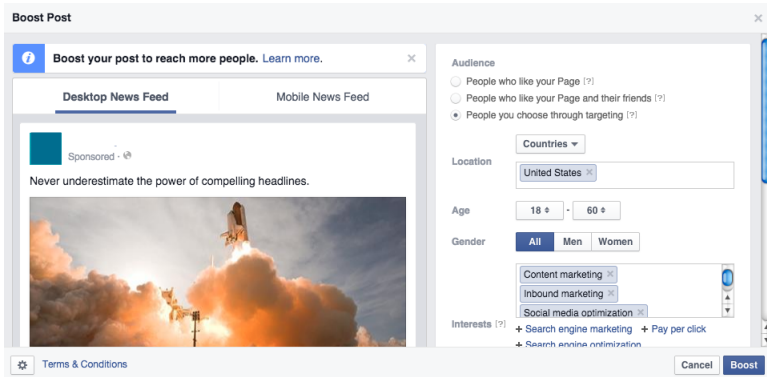 Boost Post
×
i Boost your post to reach more people. Learn more. ×
Desktop News Feed Mobile News Feed
Sponsored ·
Never underestimate the power of compelling headlines.
Audience
People who like your Page [?]
People who like your Page and their friends [?]
People you choose through targeting [?]
Location
Countries
United States ×
Age 18 - 60
Gender All Men Women
Interests [?]
Content marketing ×
Inbound marketing ×
Social media optimization ×
+ Search engine marketing + Pay per click
+ Search engine optimization
Terms & Conditions
Cancel Boost